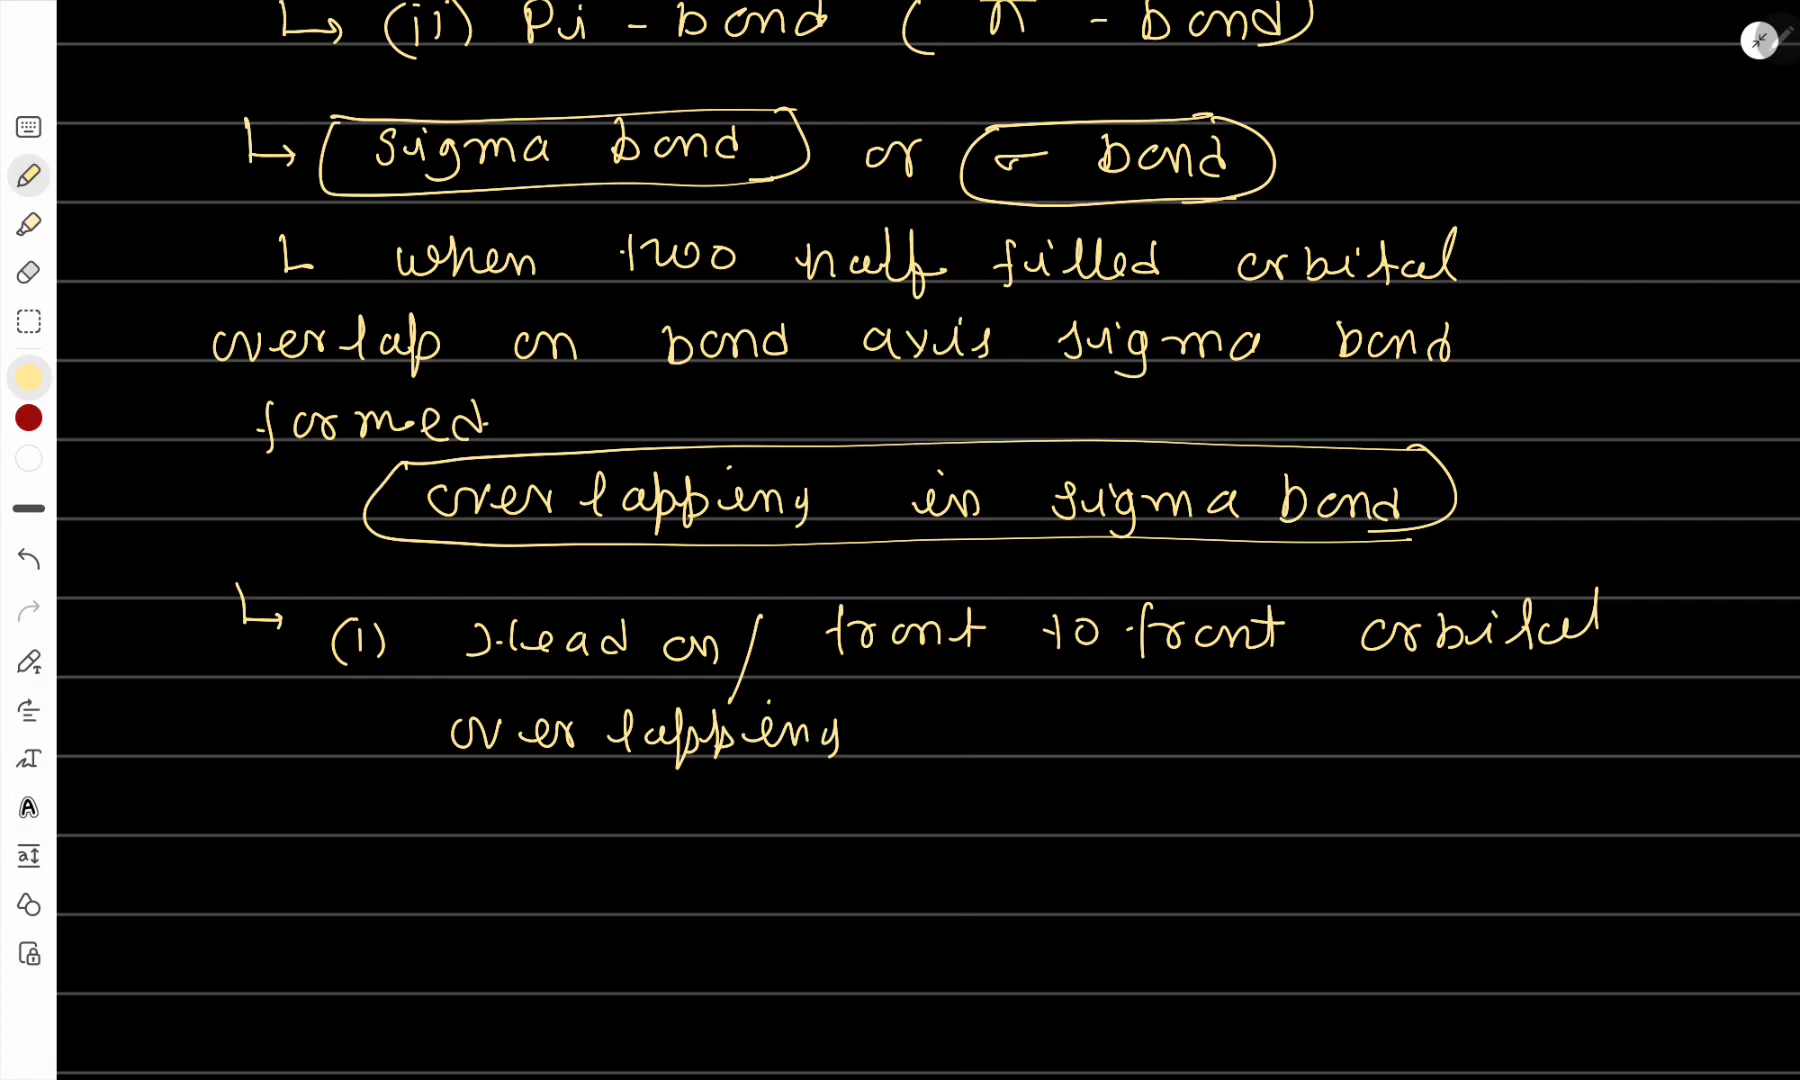 ↳ (ii) Pi - bond ( π - bond)
↳ Sigma bond or σ bond
L when two half filled orbital
overlap on bond axis sigma bond
formed
overlapping in sigma bond
↳ (1) Head on / front to front orbital
overlapping